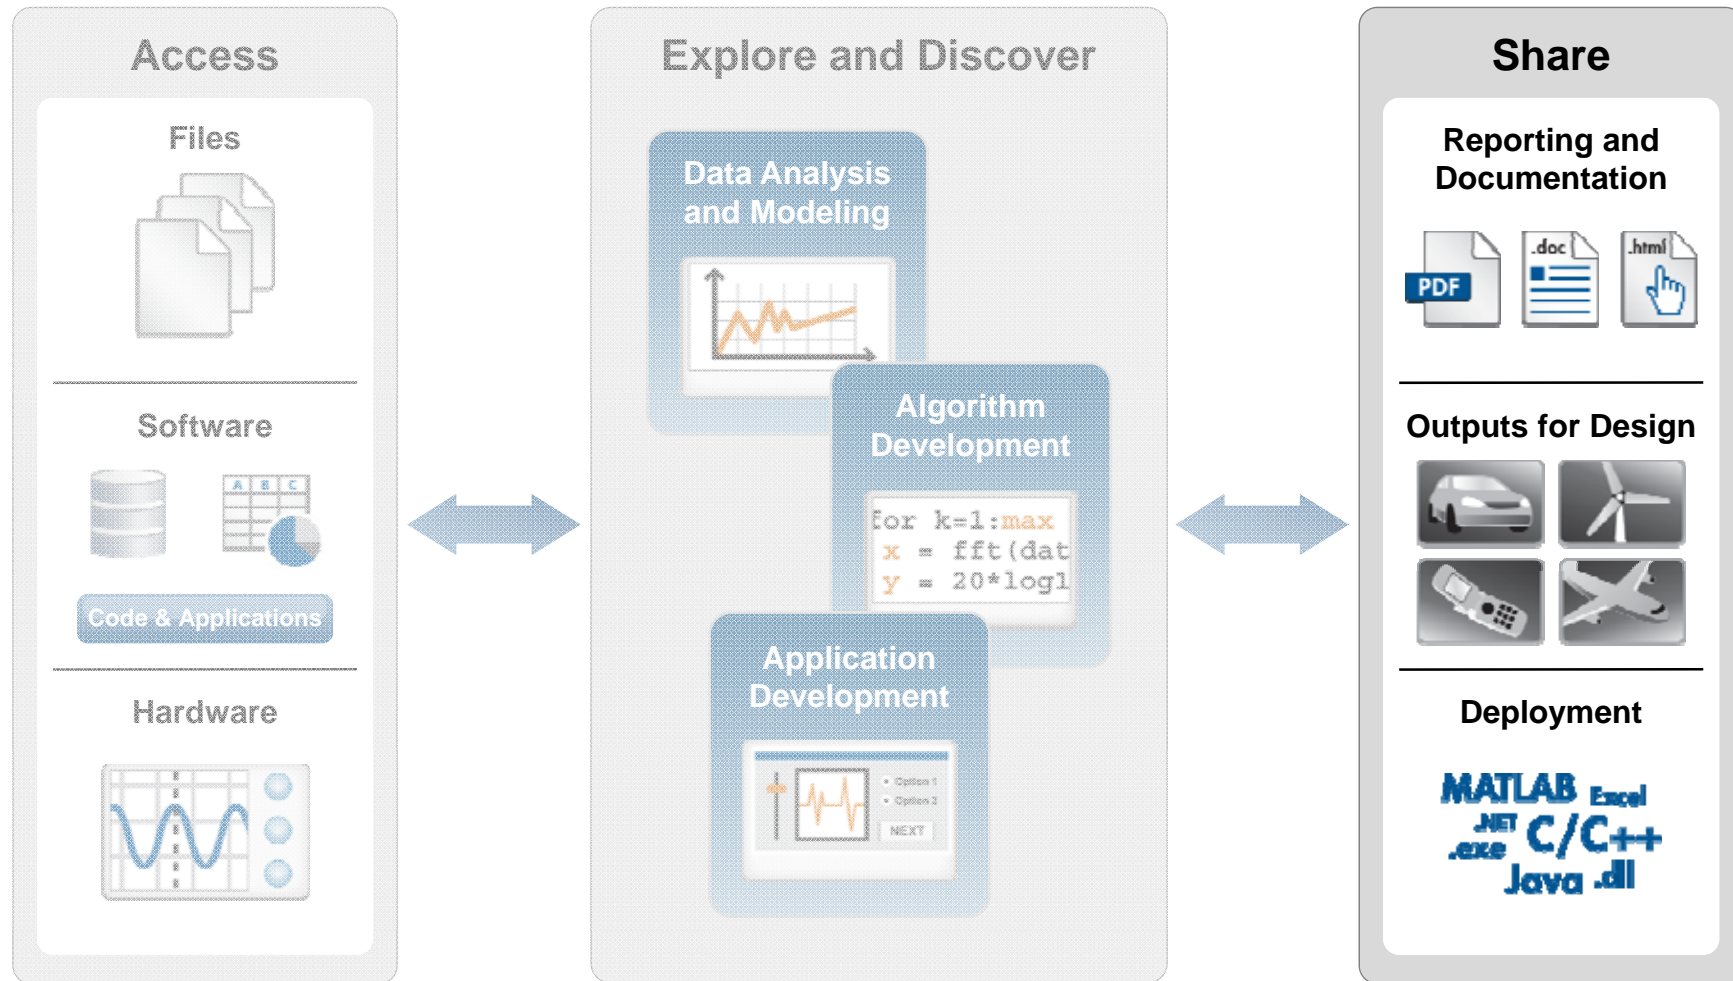 Access
Files
Software
A B C
Code & Applications
Hardware
Explore and Discover
Data Analysis
and Modeling
Algorithm
Development
for k=1:max
x = fft(dat
y = 20*log1
Application
Development
Option 1
Option 2
NEXT
Share
Reporting and
Documentation
PDF
.doc
.html
Outputs for Design
Deployment
MATLAB Excel
.NET
.exe C/C++
Java .dll